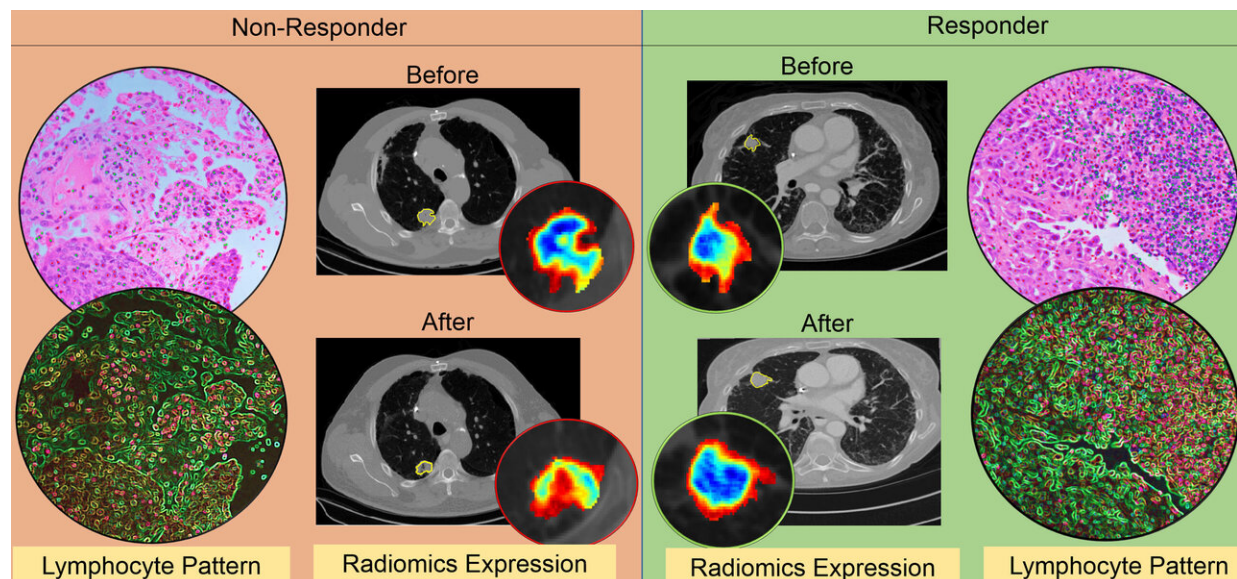 Non-Responder
Responder
Before
Before
After
After
Lymphocyte Pattern
Radiomics Expression
Radiomics Expression
Lymphocyte Pattern